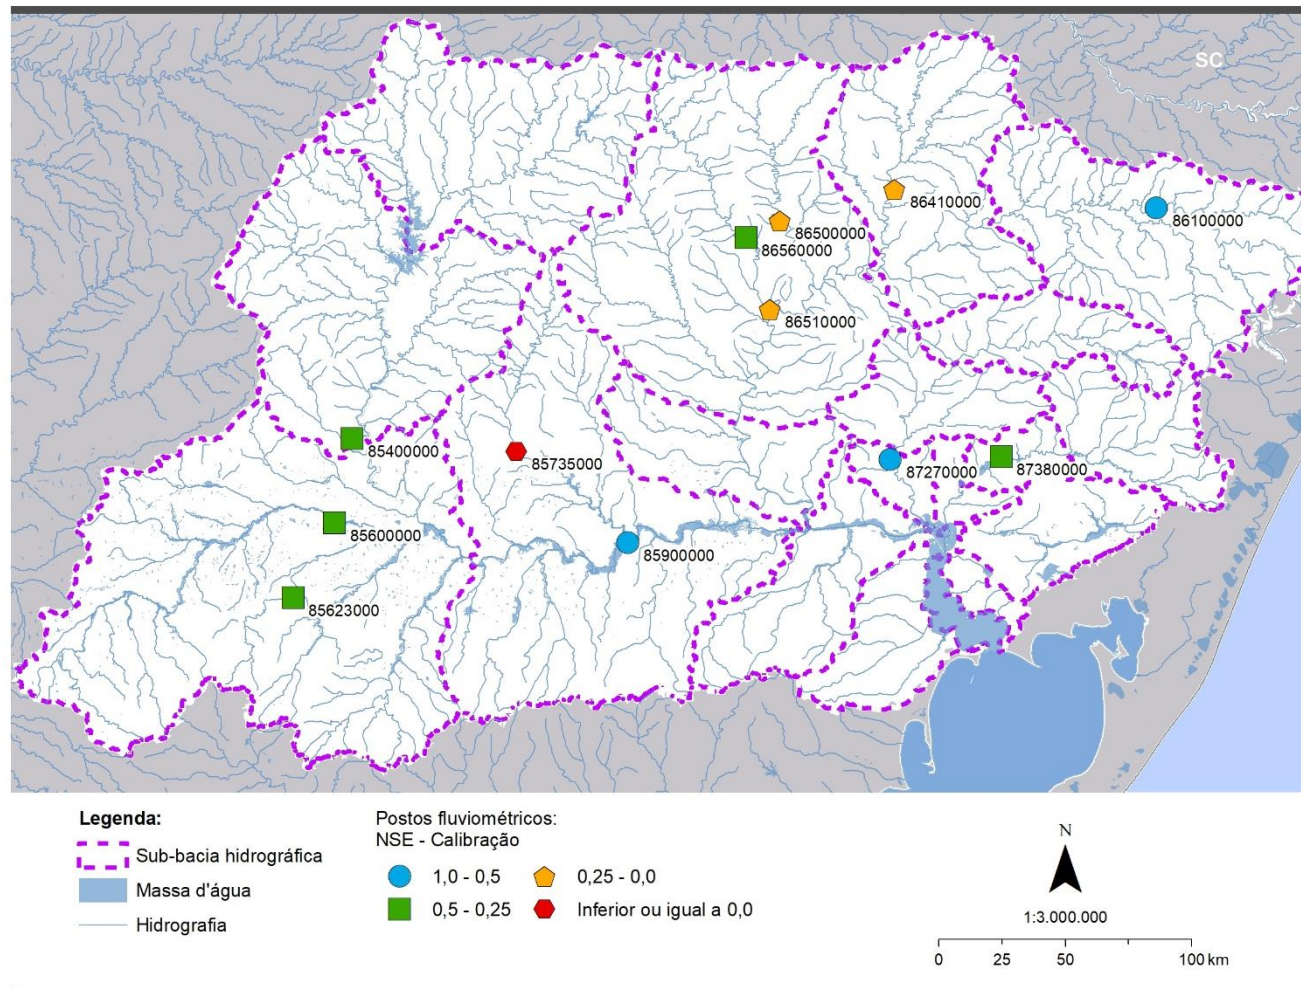 SC
86410000
86100000
86500000
86560000
86510000
85400000
85735000
87270000
87380000
85600000
85900000
85623000
Legenda:
Sub-bacia hidrográfica
Massa d'água
Hidrografia
Postos fluviométricos:
NSE - Calibração
1,0 - 0,5
0,25 - 0,0
0,5 - 0,25
Inferior ou igual a 0,0
N
1:3.000.000
0 25 50 100 km